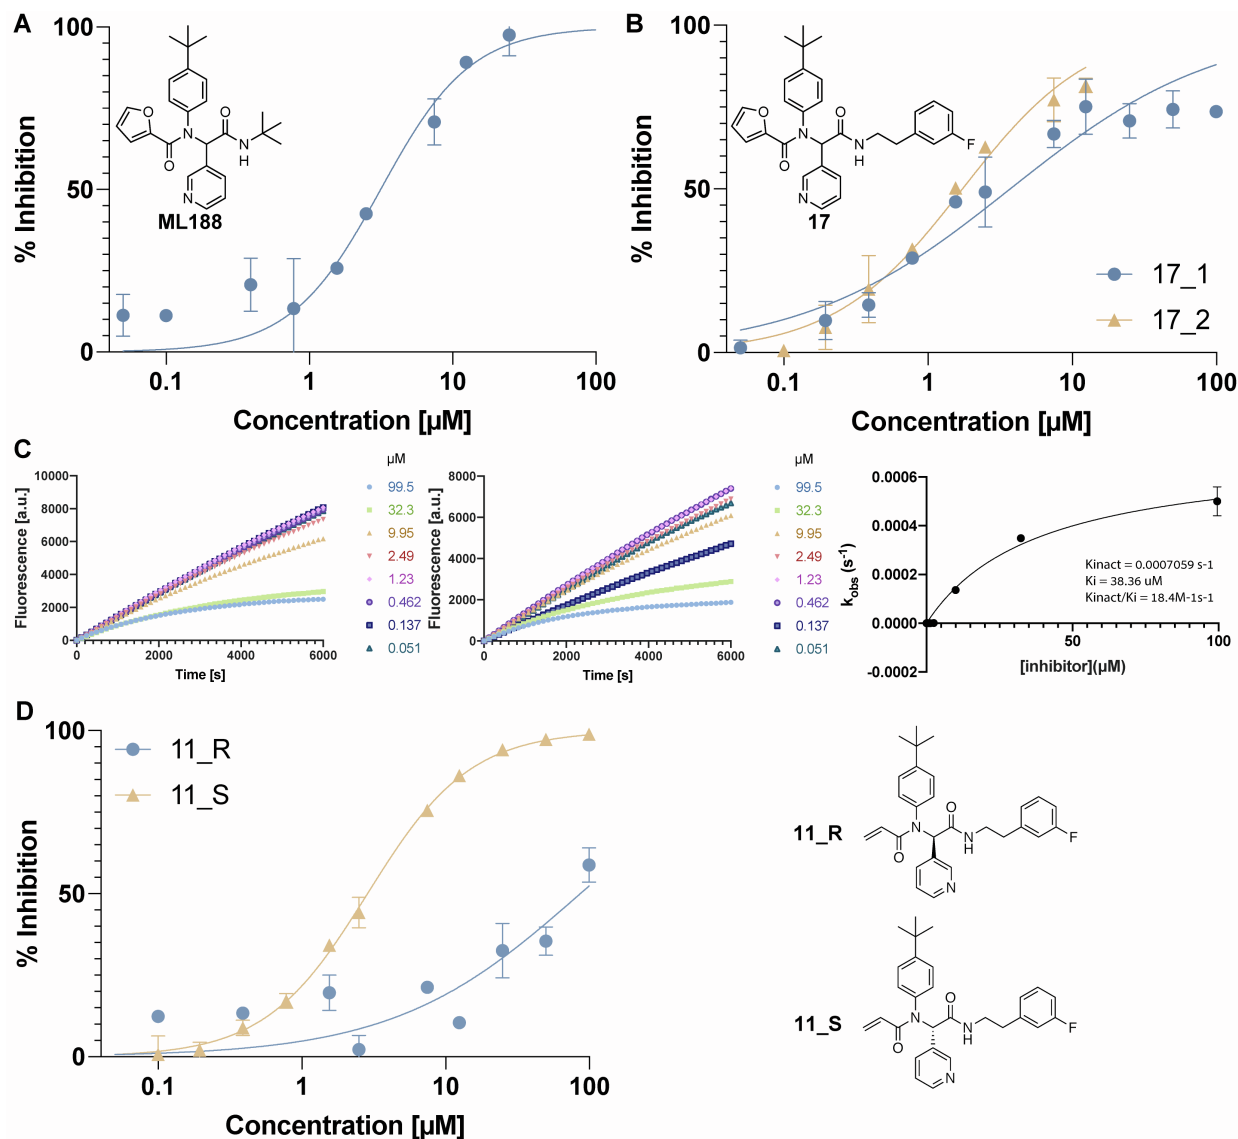 A
100
50
0
% Inhibition
0.1
1
10
100
Concentration [µM]
O
N
O
O
N
H
N
ML188
B
100
50
0
% Inhibition
0.1
1
10
100
Concentration [µM]
O
N
O
O
N
H
F
N
17
17_1
17_2
C
10000
8000
6000
4000
2000
0
Fluorescence [a.u.]
0
2000
4000
6000
Time [s]
µM
99.5
32.3
9.95
2.49
1.23
0.462
0.137
0.051
8000
6000
4000
2000
0
Fluorescence [a.u.]
0
2000
4000
6000
Time [s]
µM
99.5
32.3
9.95
2.49
1.23
0.462
0.137
0.051
0.0006
0.0004
0.0002
0.0000
-0.0002
kobs (s-1)
Kinact = 0.0007059 s-1
Ki = 38.36 uM
Kinact/Ki = 18.4M-1s-1
50
100
[inhibitor](µM)
D
100
50
0
% Inhibition
11_R
11_S
0.1
1
10
100
Concentration [µM]
11_R
O
N
O
N
H
F
N
11_S
O
N
O
N
H
F
N